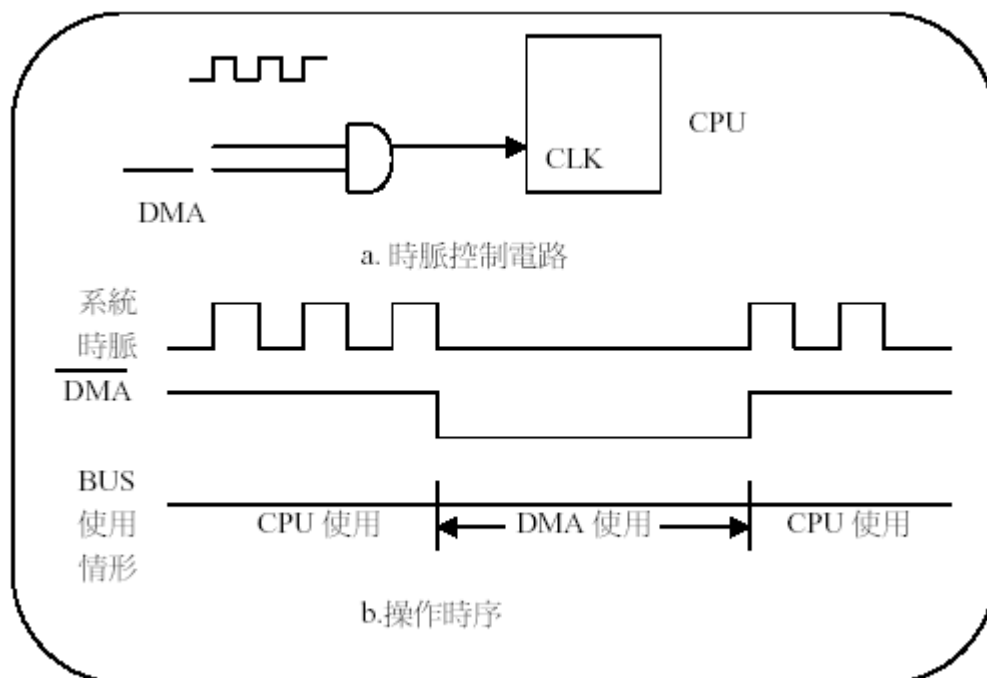 CPU
CLK
DMA
a. 時脈控制電路
系統
時脈
DMA
BUS
使用
情形
CPU 使用
DMA 使用
CPU 使用
b.操作時序